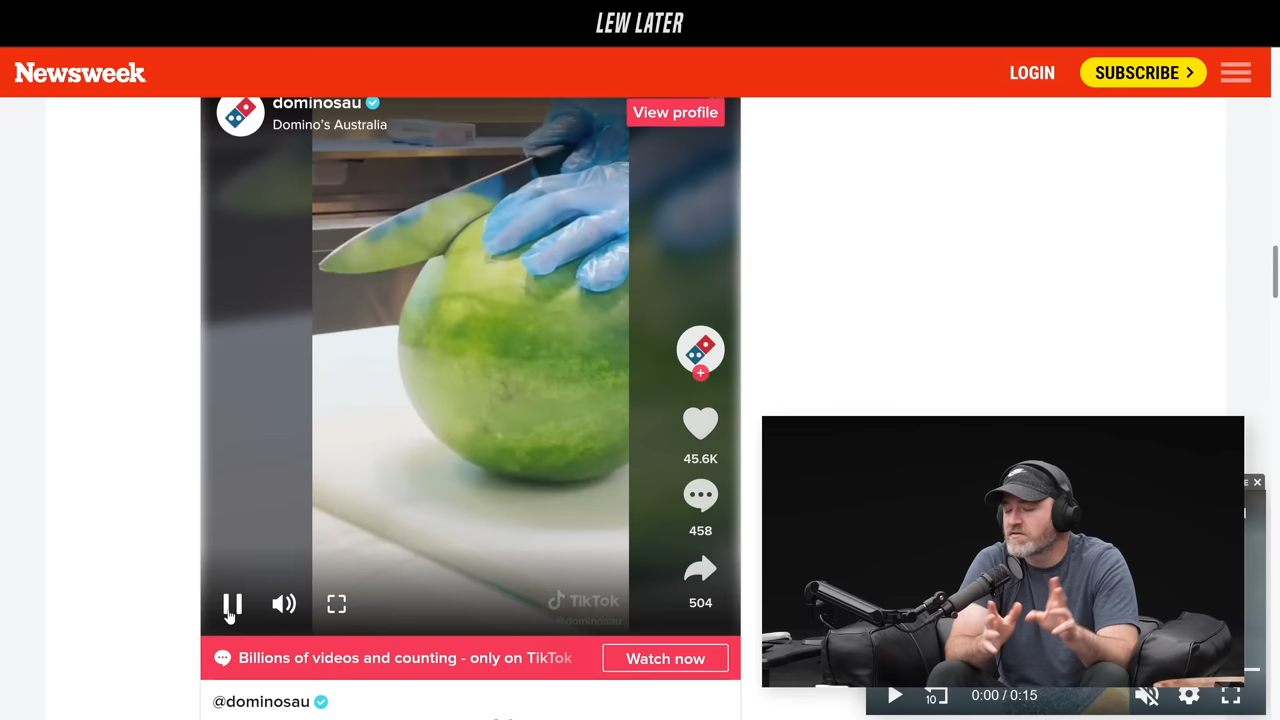 LEW LATER
Newsweek
LOGIN
SUBSCRIBE
dominosau
Domino's Australia
View profile
45.6K
458
504
TikTok
@dominosau
Billions of videos and counting - only on TikTok
Watch now
@dominosau
10
0:00 / 0:15